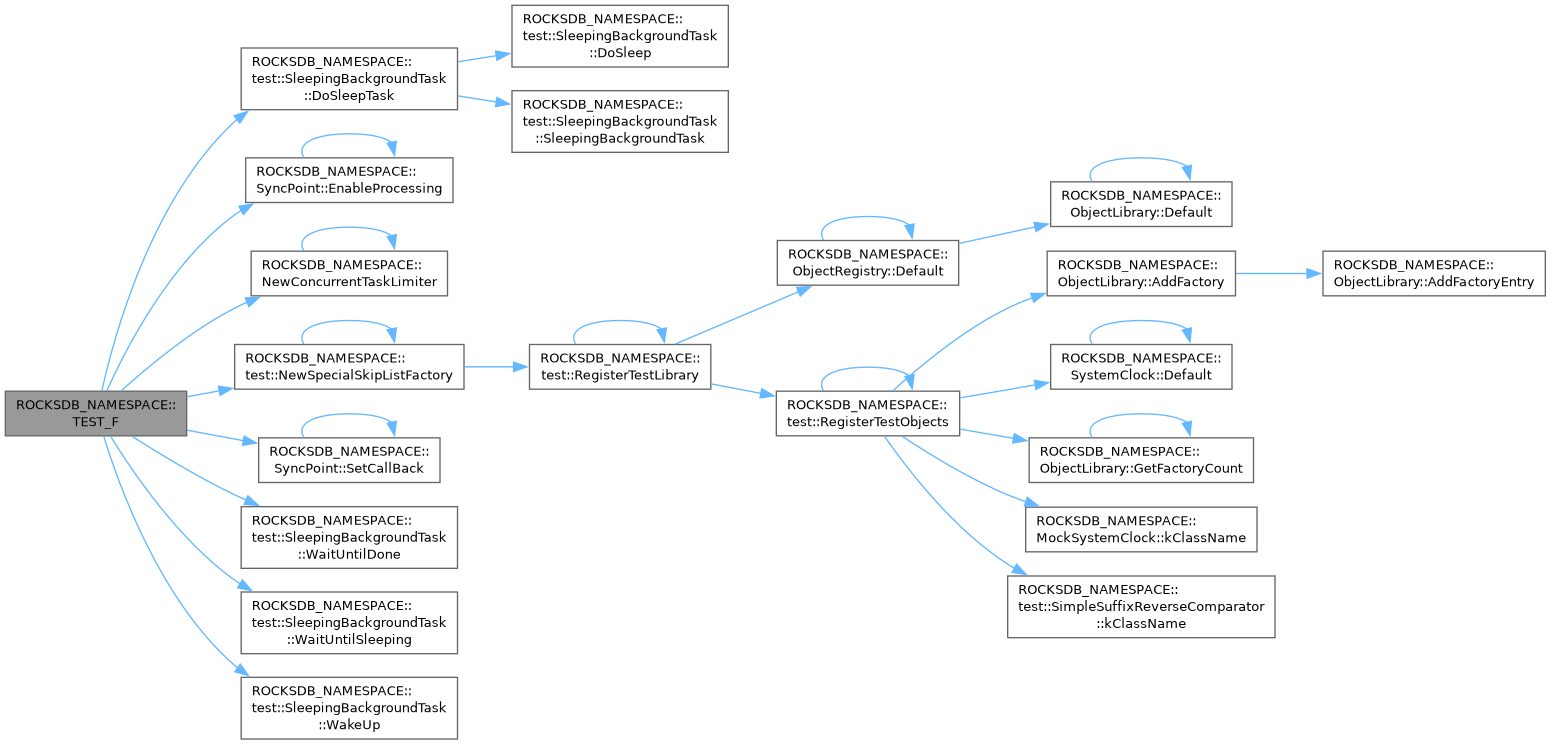 ROCKSDB_NAMESPACE::
TEST_F
ROCKSDB_NAMESPACE::
test::SleepingBackgroundTask
::DoSleepTask
ROCKSDB_NAMESPACE::
test::SleepingBackgroundTask
::DoSleep
ROCKSDB_NAMESPACE::
test::SleepingBackgroundTask
::SleepingBackgroundTask
ROCKSDB_NAMESPACE::
SyncPoint::EnableProcessing
ROCKSDB_NAMESPACE::
NewConcurrentTaskLimiter
ROCKSDB_NAMESPACE::
test::NewSpecialSkipListFactory
ROCKSDB_NAMESPACE::
test::RegisterTestLibrary
ROCKSDB_NAMESPACE::
ObjectRegistry::Default
ROCKSDB_NAMESPACE::
ObjectLibrary::Default
ROCKSDB_NAMESPACE::
test::RegisterTestObjects
ROCKSDB_NAMESPACE::
ObjectLibrary::AddFactory
ROCKSDB_NAMESPACE::
ObjectLibrary::AddFactoryEntry
ROCKSDB_NAMESPACE::
SystemClock::Default
ROCKSDB_NAMESPACE::
ObjectLibrary::GetFactoryCount
ROCKSDB_NAMESPACE::
MockSystemClock::kClassName
ROCKSDB_NAMESPACE::
test::SimpleSuffixReverseComparator
::kClassName
ROCKSDB_NAMESPACE::
SyncPoint::SetCallBack
ROCKSDB_NAMESPACE::
test::SleepingBackgroundTask
::WaitUntilDone
ROCKSDB_NAMESPACE::
test::SleepingBackgroundTask
::WaitUntilSleeping
ROCKSDB_NAMESPACE::
test::SleepingBackgroundTask
::WakeUp